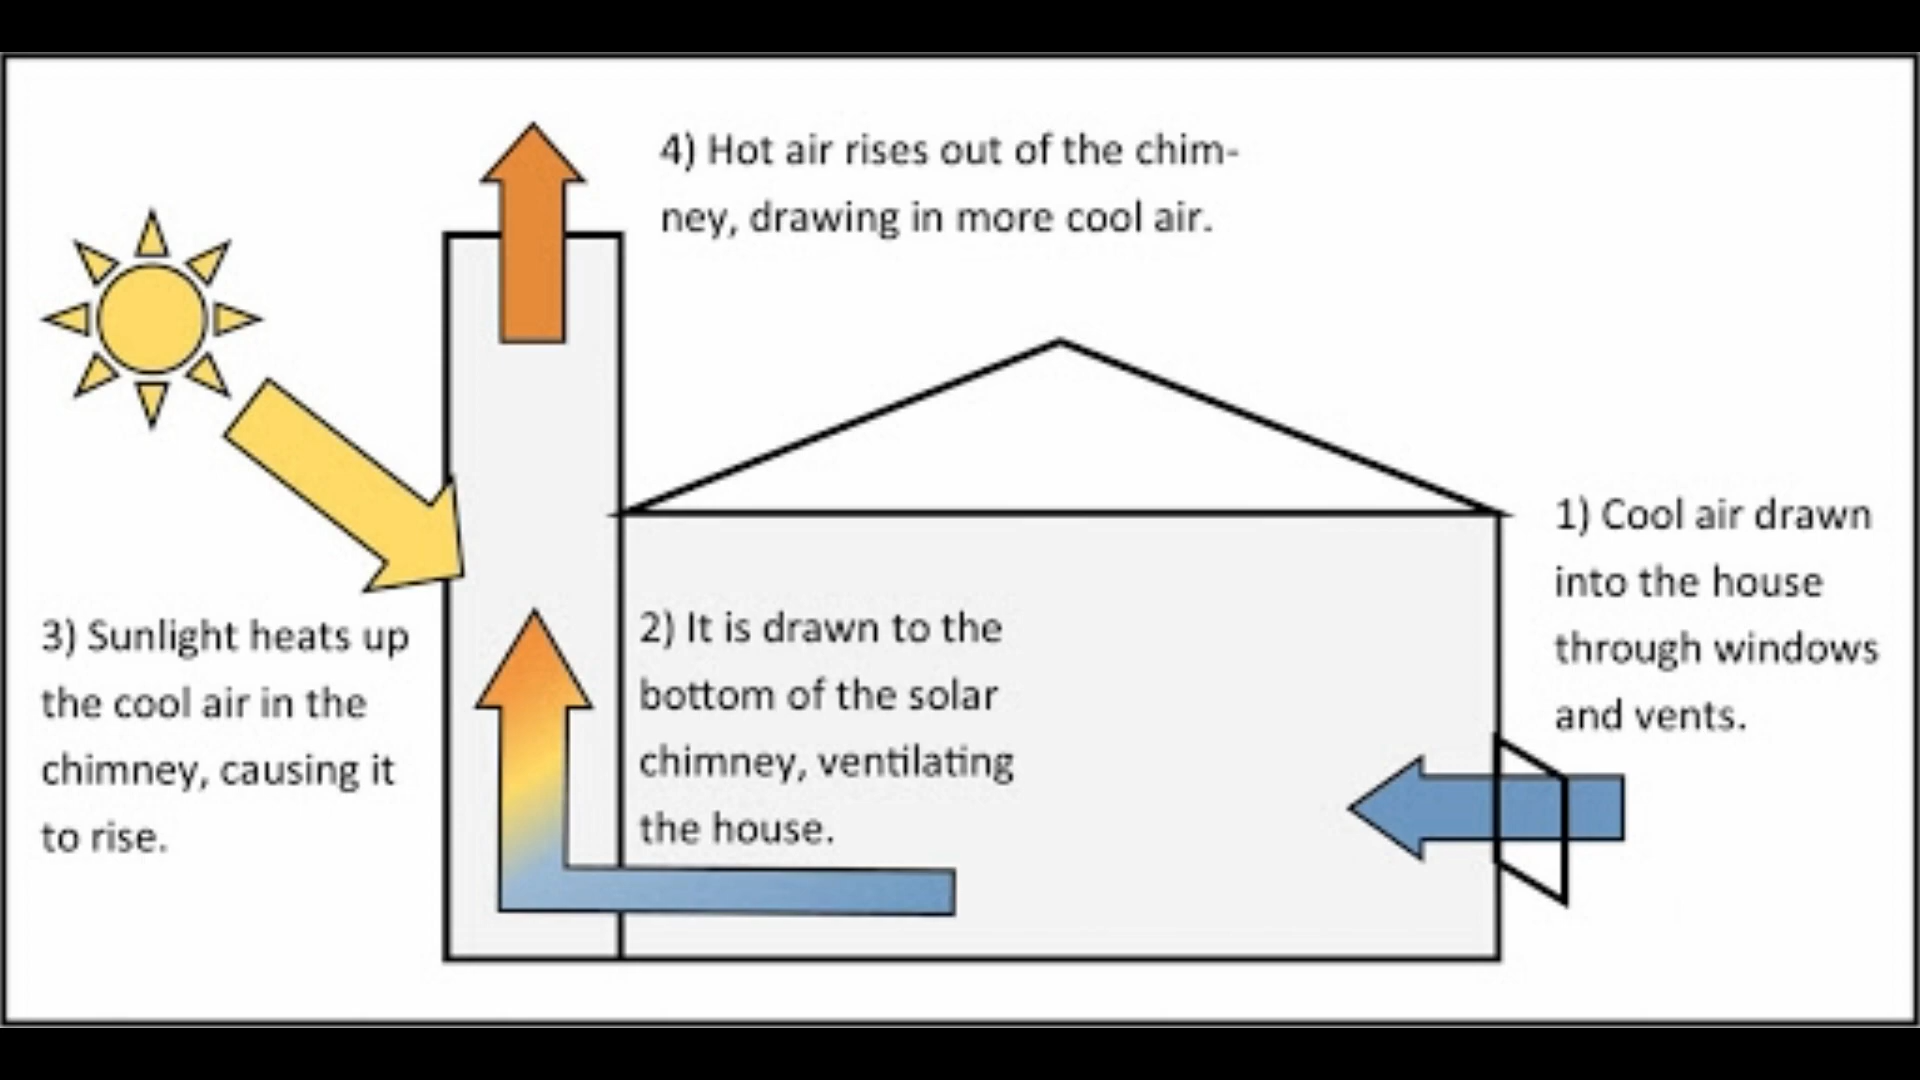 4) Hot air rises out of the chim-
ney, drawing in more cool air.
1) Cool air drawn
into the house
through windows
and vents.
2) It is drawn to the
bottom of the solar
chimney, ventilating
the house.
3) Sunlight heats up
the cool air in the
chimney, causing it
to rise.